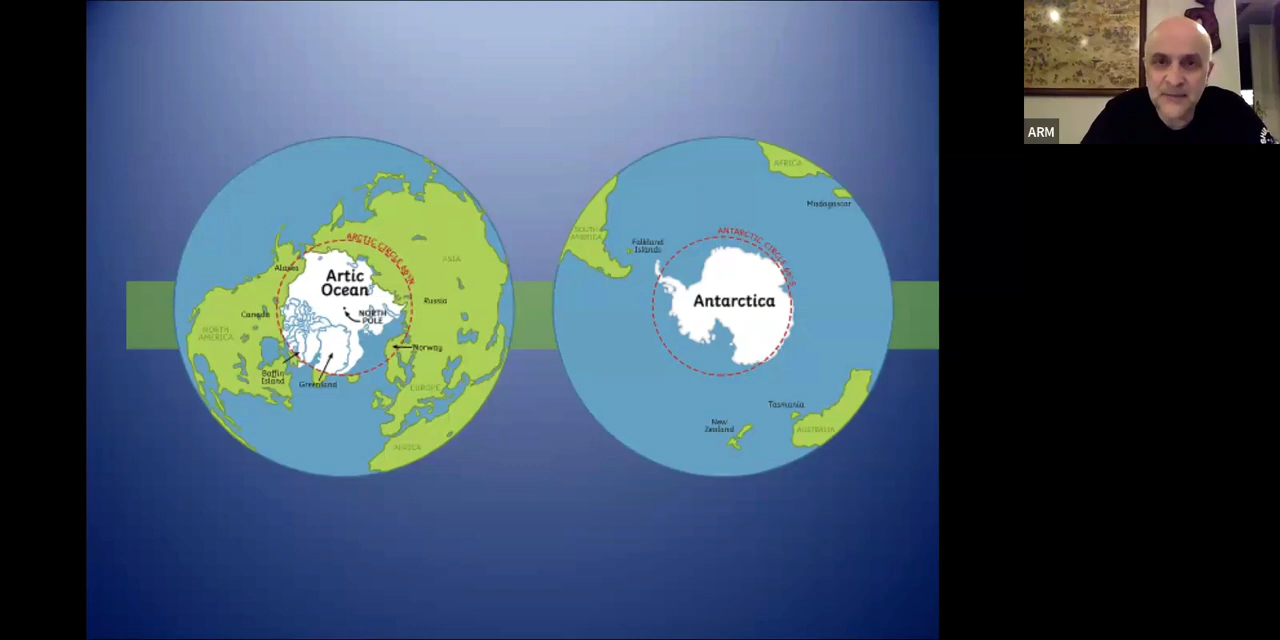 ARCTIC CIRCLE 66°N
Artic
Ocean
Alaska
ASIA
Russia
Canada
NORTH
POLE
NORTH
AMERICA
Norway
Baffin
Island
Greenland
EUROPE
AFRICA
AFRICA
Madagascar
SOUTH
AMERICA
Falkland
Islands
ANTARCTIC CIRCLE
Antarctica
Tasmania
New
Zealand
AUSTRALIA
ARM